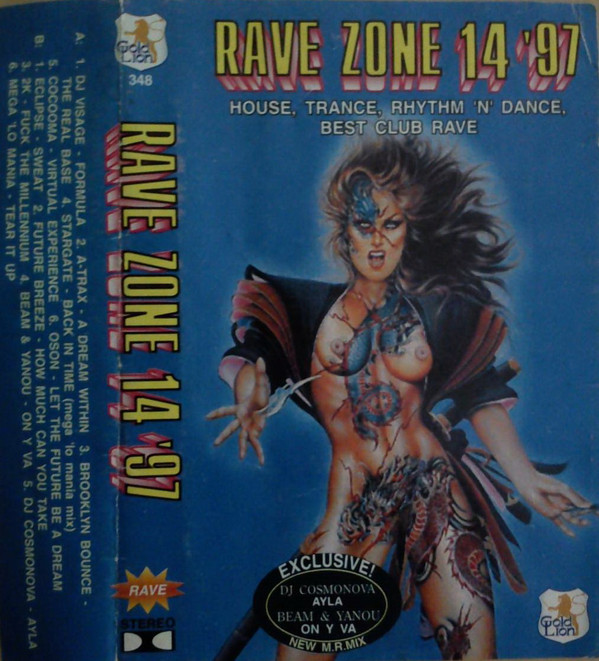 A: 1. DJ VISAGE - FORMULA 2. A-TRAX - A DREAM WITHIN 3. BROOKLYN BOUNCE -
THE REAL BASE 4. STARGATE - BACK IN TIME (mega 'lo mania mix)
5. COCOOMA - VIRTUAL EXPERIENCE 6. OSON - LET THE FUTURE BE A DREAM
B: 1. ECLIPSE - SWEAT 2. FUTURE BREEZE - HOW MUCH CAN YOU TAKE
3. 2K - FUCK THE MILLENNIUM 4. BEAM & YANOU - ON Y VA 5. DJ COSMONOVA - AYLA
6. MEGA 'LO MANIA - TEAR IT UP
Gold
Lion
348
RAVE ZONE 14 '97
RAVE
STEREO
RAVE ZONE 14 '97
HOUSE, TRANCE, RHYTHM 'N' DANCE,
BEST CLUB RAVE
EXCLUSIVE!
DJ COSMONOVA
AYLA
BEAM & YANOU
ON Y VA
NEW M.R.MIX
Gold
Lion